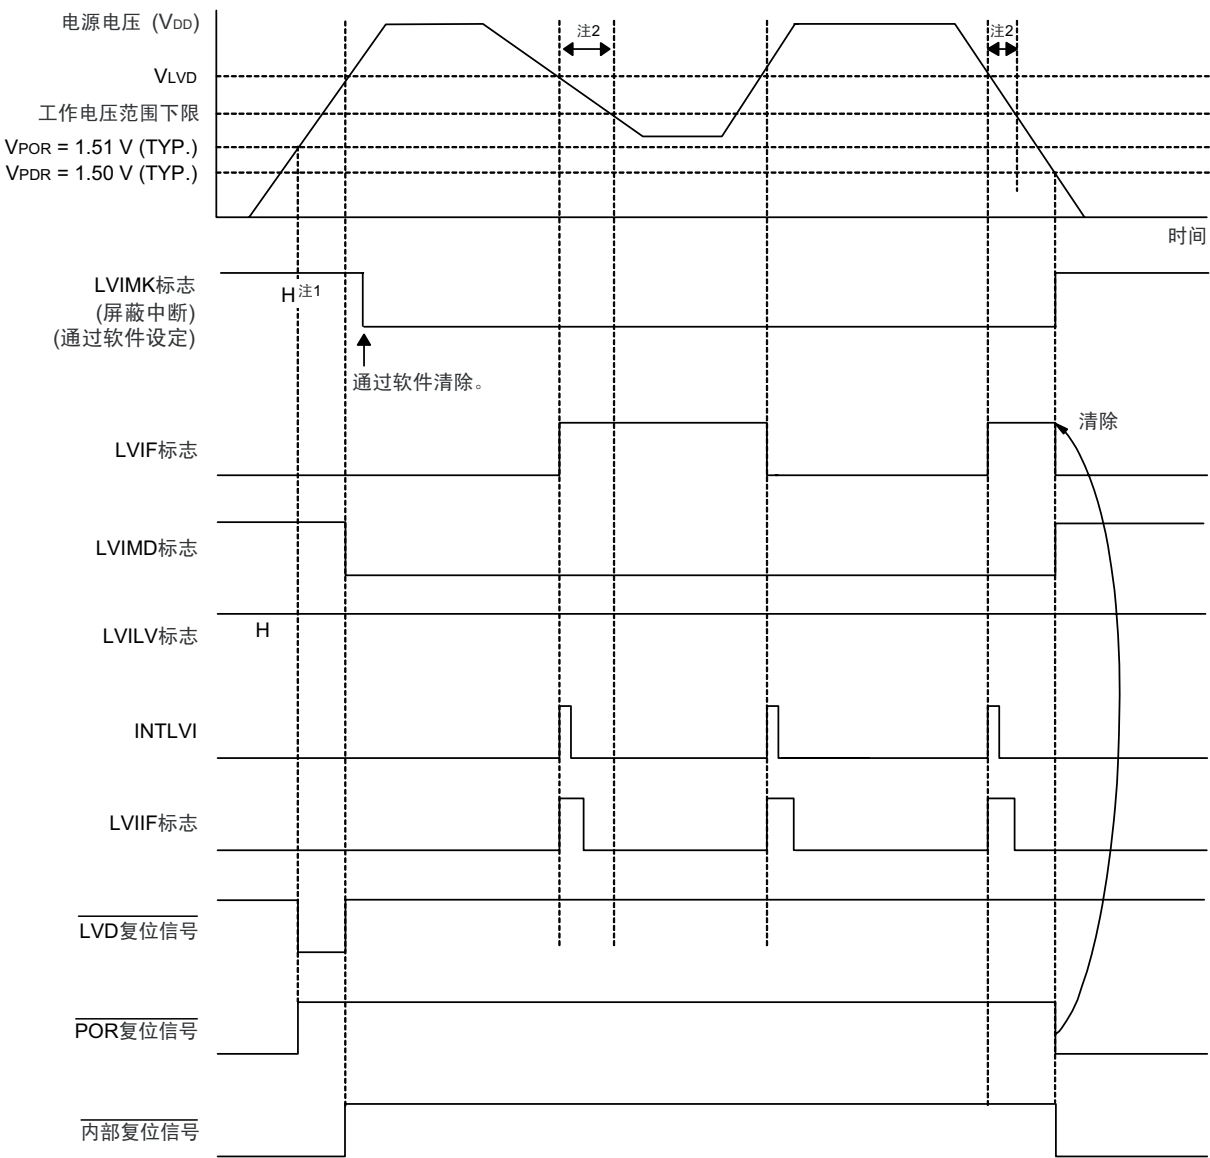 电源电压 (VDD)
注2
注2
VLVD
工作电压范围下限
VPOR = 1.51 V (TYP.)
VPDR = 1.50 V (TYP.)
时间
LVIMK标志
(屏蔽中断)
(通过软件设定)
H 注1
通过软件清除。
清除
LVIF标志
LVIMD标志
LVILV标志
H
INTLVI
LVIIF标志
LVD复位信号
POR复位信号
内部复位信号